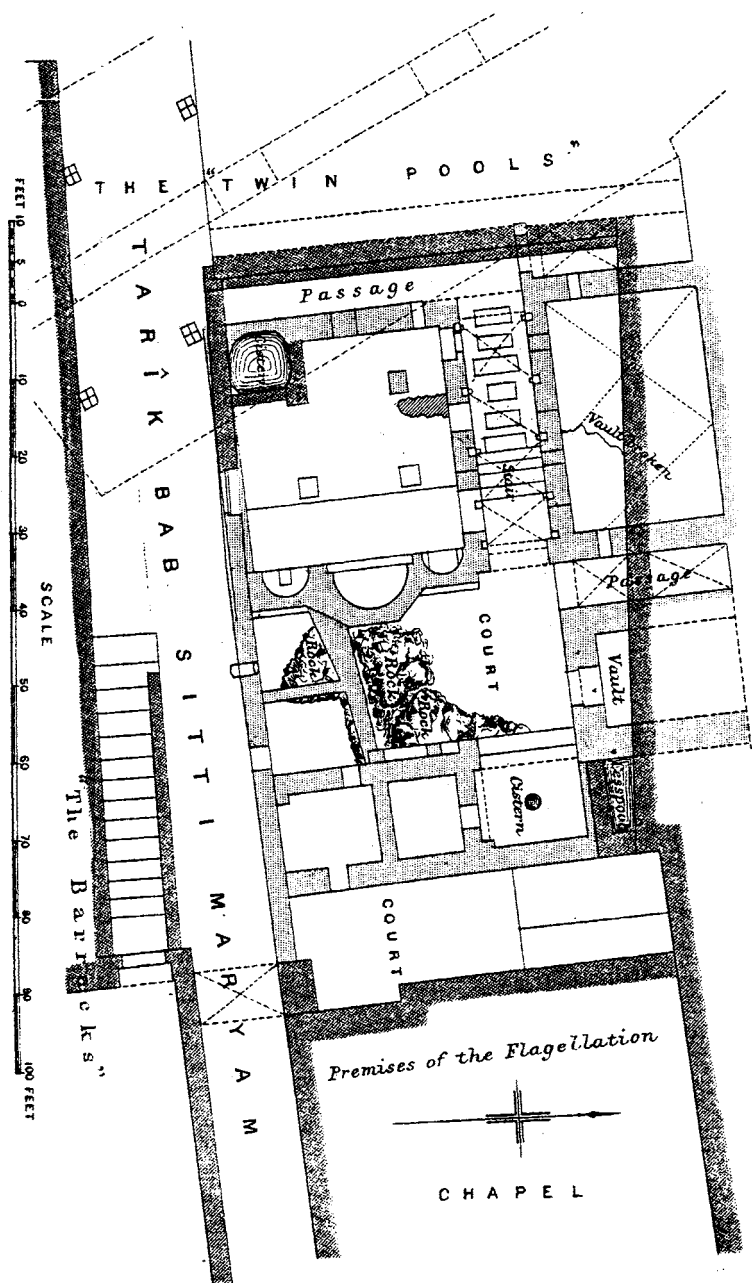 THE "TWIN POOLS"
TARÎK BAB SITTI MARYAM
Passage
Stair
Vault Broken
Passage
Vault
Cesspool
COURT
Rock
Rock
Rock
Cistern
COURT
"The Barracks"
Premises of the Flagellation
CHAPEL
FEET 10 5 0 10 20 30 40 50 60 70 80 90 100 FEET
SCALE